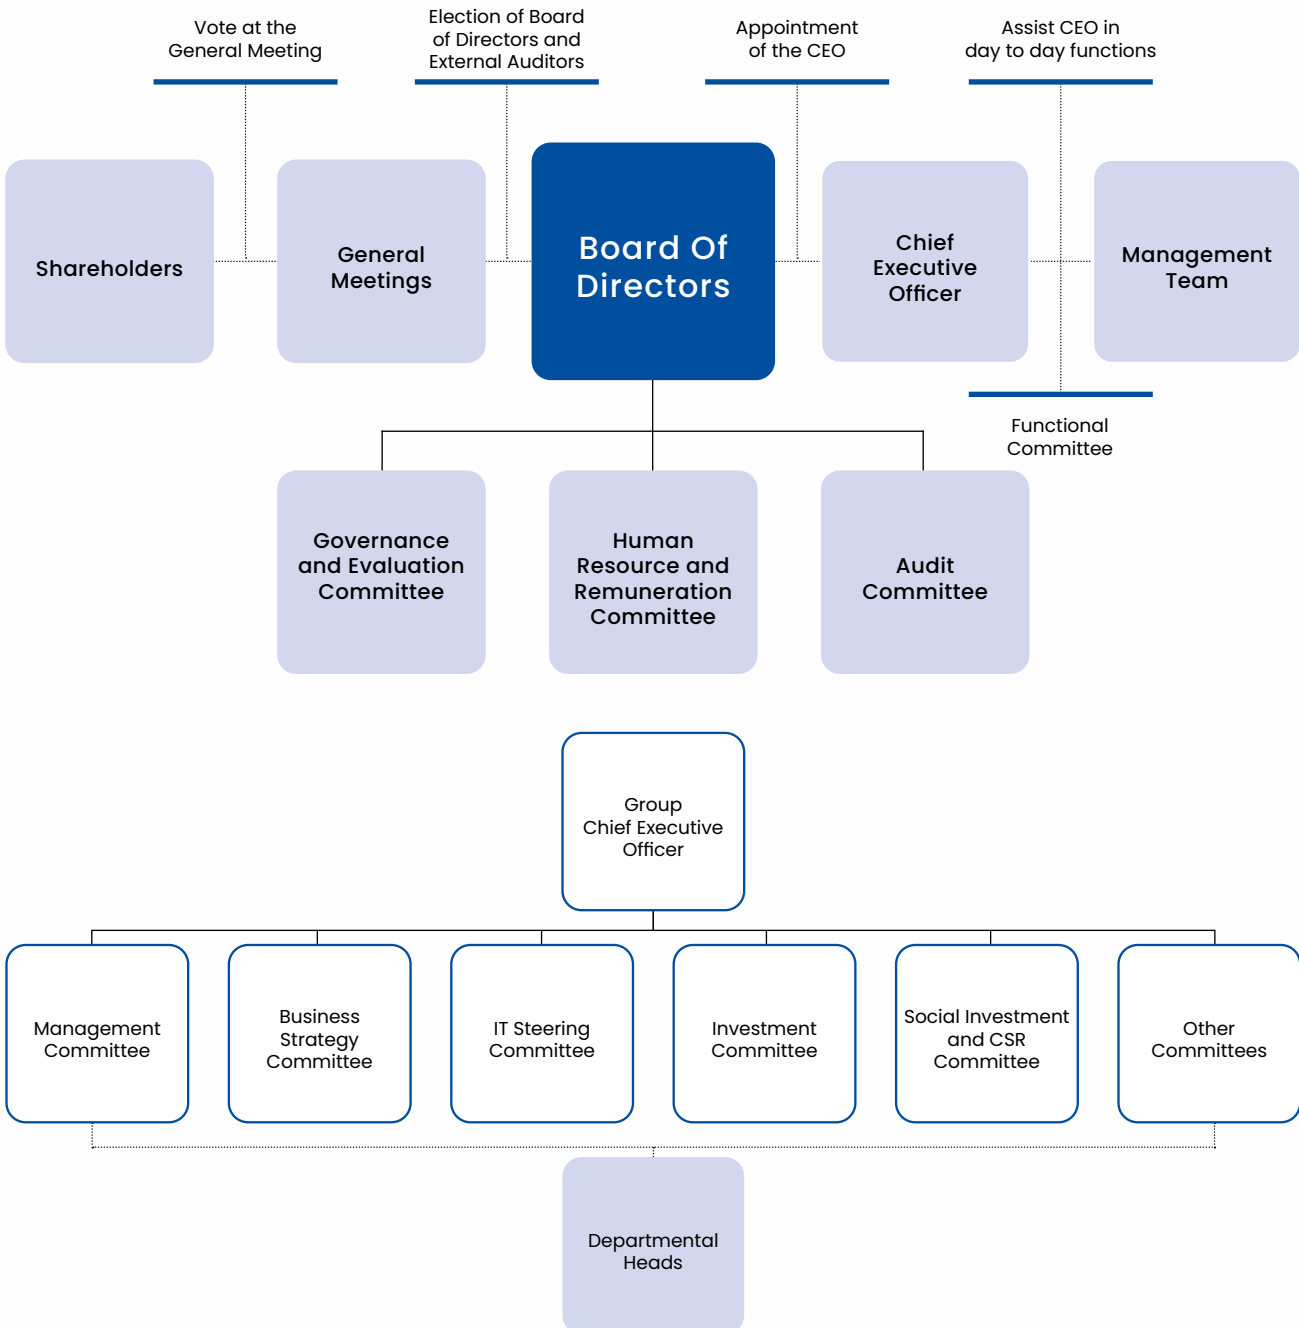 Vote at the
General Meeting
Election of Board
of Directors and
External Auditors
Appointment
of the CEO
Assist CEO in
day to day functions
Shareholders
General
Meetings
Board Of
Directors
Chief
Executive
Officer
Management
Team
Functional
Committee
Governance
and Evaluation
Committee
Human
Resource and
Remuneration
Committee
Audit
Committee
Group
Chief Executive
Officer
Management
Committee
Business
Strategy
Committee
IT Steering
Committee
Investment
Committee
Social Investment
and CSR
Committee
Other
Committees
Departmental
Heads